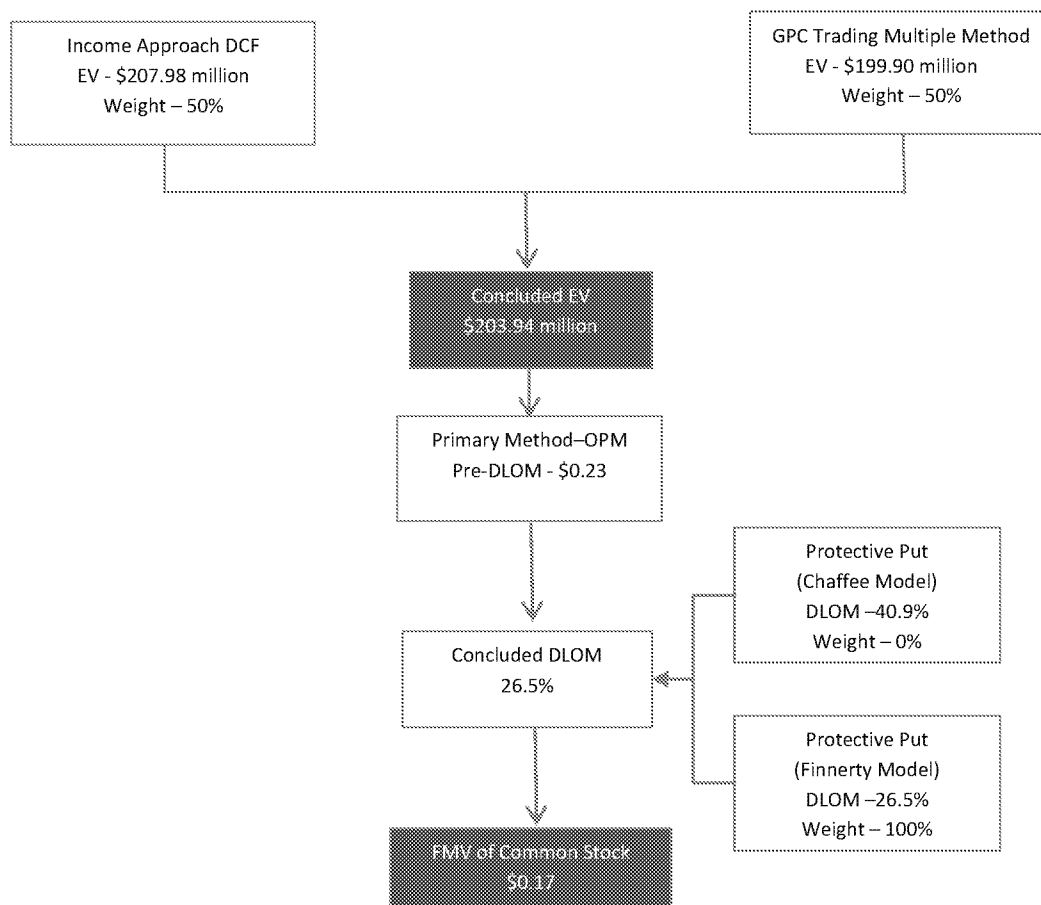 Income Approach DCF
EV - $207.98 million
Weight – 50%
GPC Trading Multiple Method
EV - $199.90 million
Weight – 50%
Concluded EV
$203.94 million
Primary Method–OPM
Pre-DLOM - $0.23
Protective Put
(Chaffee Model)
DLOM –40.9%
Weight – 0%
Concluded DLOM
26.5%
Protective Put
(Finnerty Model)
DLOM –26.5%
Weight – 100%
FMV of Common Stock
$0.17